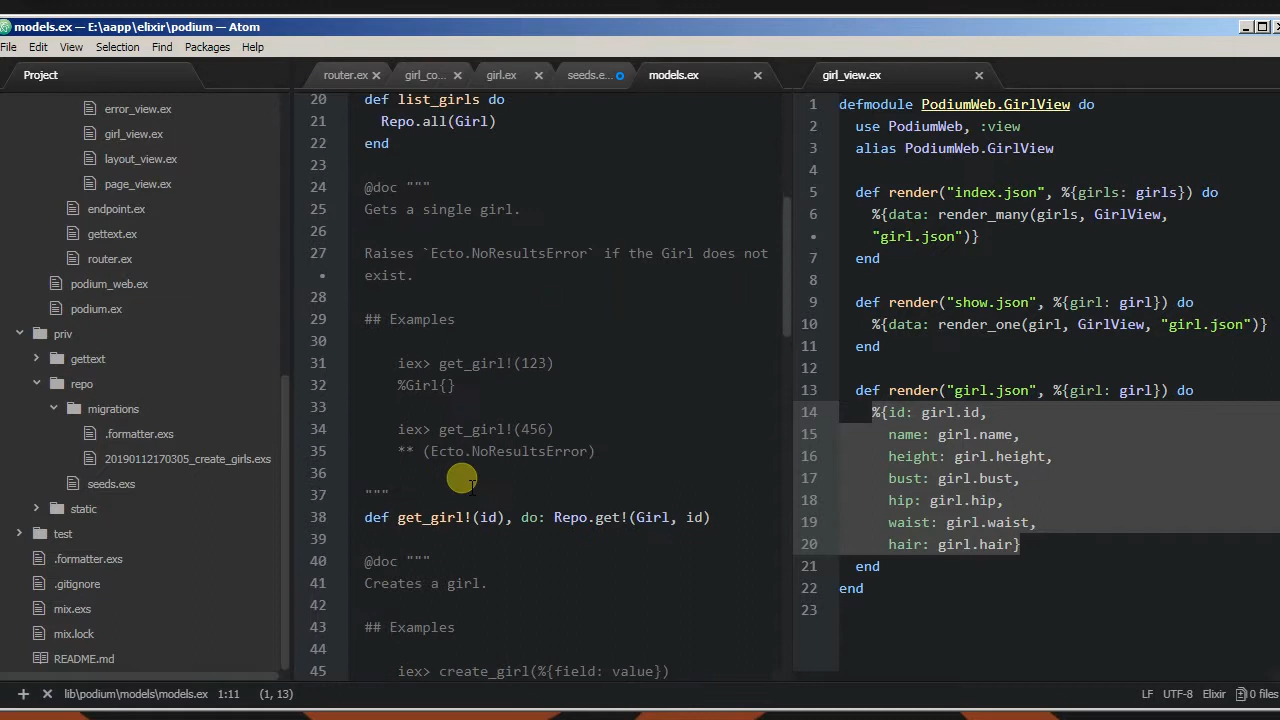 models.ex — E:\aapp\elixir\podium — Atom
File Edit View Selection Find Packages Help
Project
router.ex
girl_co...
girl.ex
seeds.e...
models.ex
girl_view.ex
error_view.ex
girl_view.ex
layout_view.ex
page_view.ex
endpoint.ex
gettext.ex
router.ex
podium_web.ex
podium.ex
priv
gettext
repo
migrations
.formatter.exs
20190112170305_create_girls.exs
seeds.exs
static
test
.formatter.exs
.gitignore
mix.exs
mix.lock
README.md
20 def list_girls do
21 Repo.all(Girl)
22 end
23
24 @doc """
25 Gets a single girl.
26
27 Raises `Ecto.NoResultsError` if the Girl does not
• exist.
28
29 ## Examples
30
31 iex> get_girl!(123)
32 %Girl{}
33
34 iex> get_girl!(456)
35 ** (Ecto.NoResultsError)
36
37 """
38 def get_girl!(id), do: Repo.get!(Girl, id)
39
40 @doc """
41 Creates a girl.
42
43 ## Examples
44
45 iex> create_girl(%{field: value})
1 defmodule PodiumWeb.GirlView do
2 use PodiumWeb, :view
3 alias PodiumWeb.GirlView
4
5 def render("index.json", %{girls: girls}) do
6 %{data: render_many(girls, GirlView,
• "girl.json")}
7 end
8
9 def render("show.json", %{girl: girl}) do
10 %{data: render_one(girl, GirlView, "girl.json")}
11 end
12
13 def render("girl.json", %{girl: girl}) do
14 %{id: girl.id,
15 name: girl.name,
16 height: girl.height,
17 bust: girl.bust,
18 hip: girl.hip,
19 waist: girl.waist,
20 hair: girl.hair}
21 end
22 end
23
lib\podium\models\models.ex 1:11 (1, 13)
LF UTF-8 Elixir 0 files